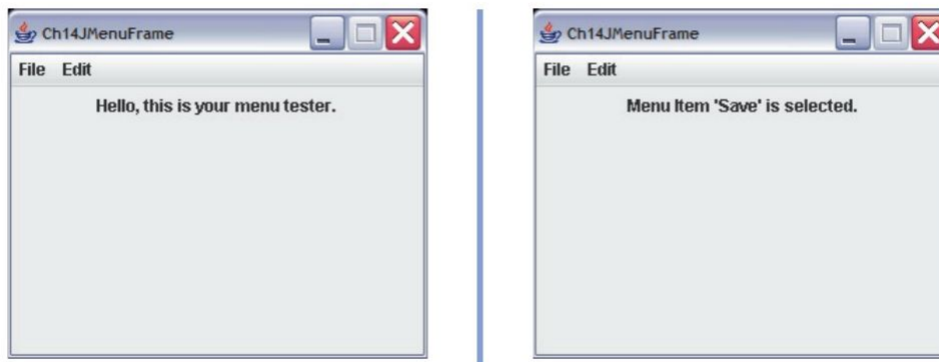 Ch14JMenuFrame
File Edit
Hello, this is your menu tester.
Ch14JMenuFrame
File Edit
Menu Item 'Save' is selected.